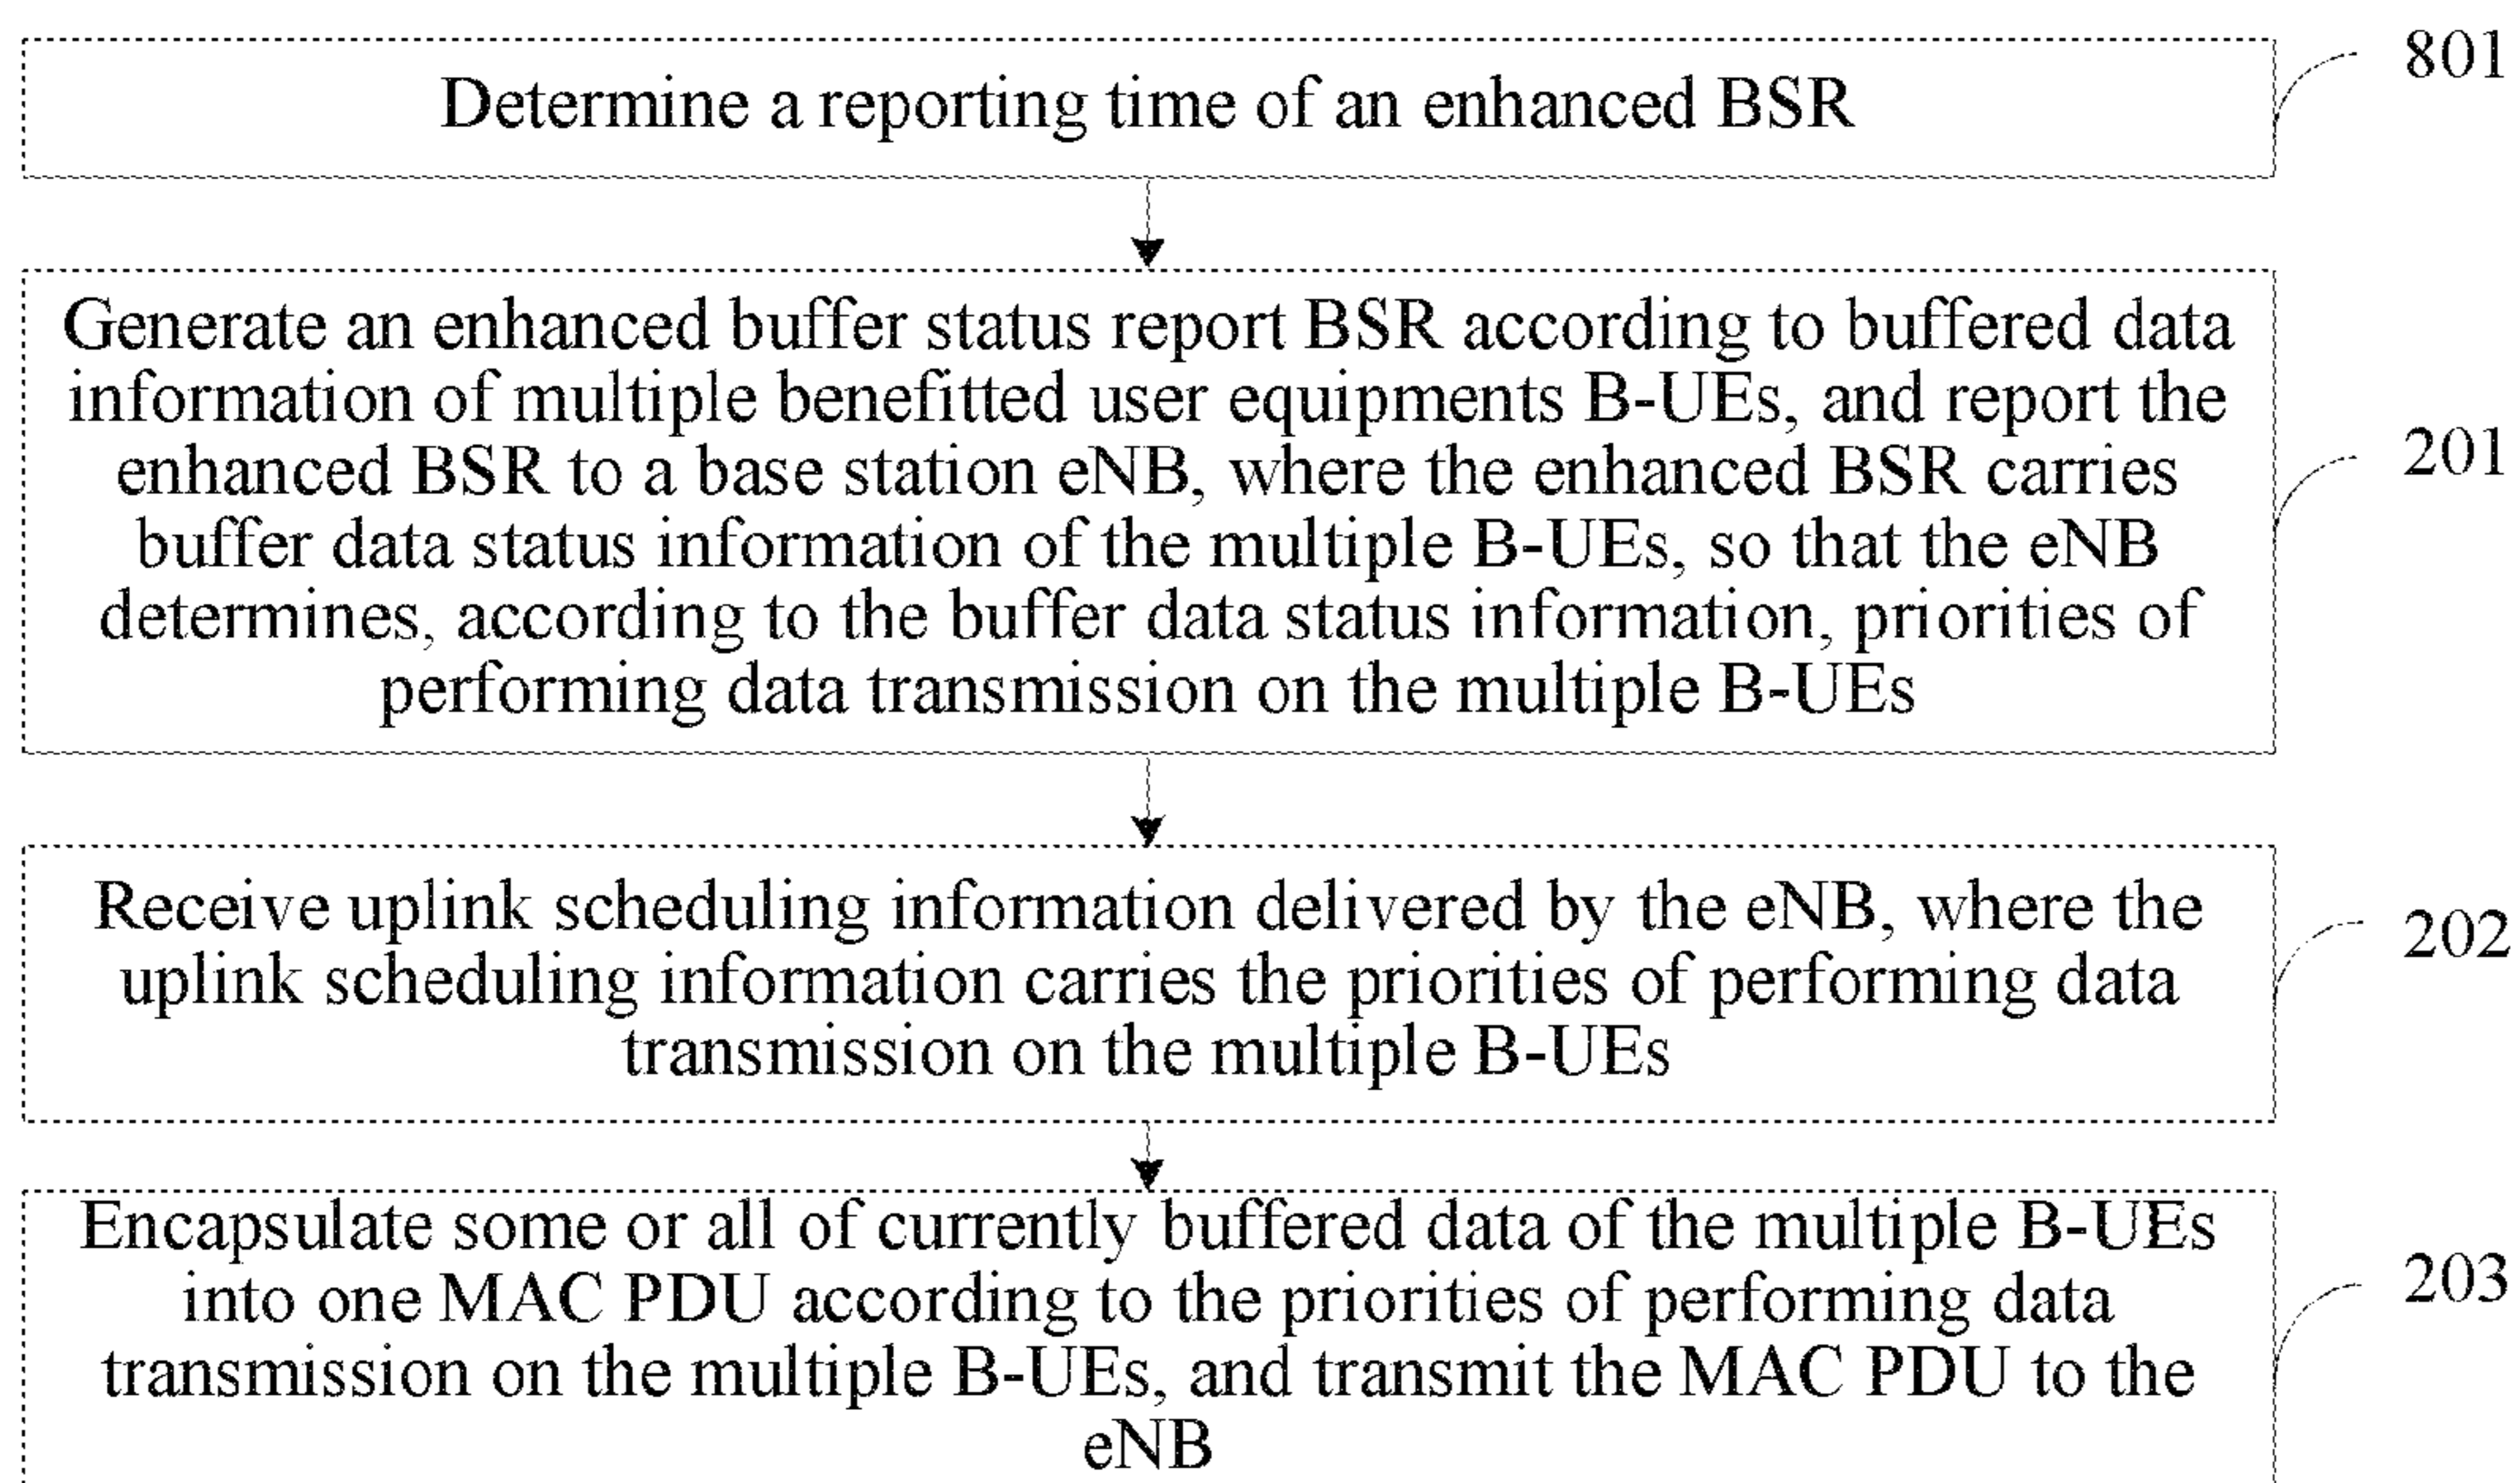 Determine a reporting time of an enhanced BSR
801
Generate an enhanced buffer status report BSR according to buffered data
information of multiple benefitted user equipments B-UEs, and report the
enhanced BSR to a base station eNB, where the enhanced BSR carries
buffer data status information of the multiple B-UEs, so that the eNB
determines, according to the buffer data status information, priorities of
performing data transmission on the multiple B-UEs
201
Receive uplink scheduling information delivered by the eNB, where the
uplink scheduling information carries the priorities of performing data
transmission on the multiple B-UEs
202
Encapsulate some or all of currently buffered data of the multiple B-UEs
into one MAC PDU according to the priorities of performing data
transmission on the multiple B-UEs, and transmit the MAC PDU to the
eNB
203